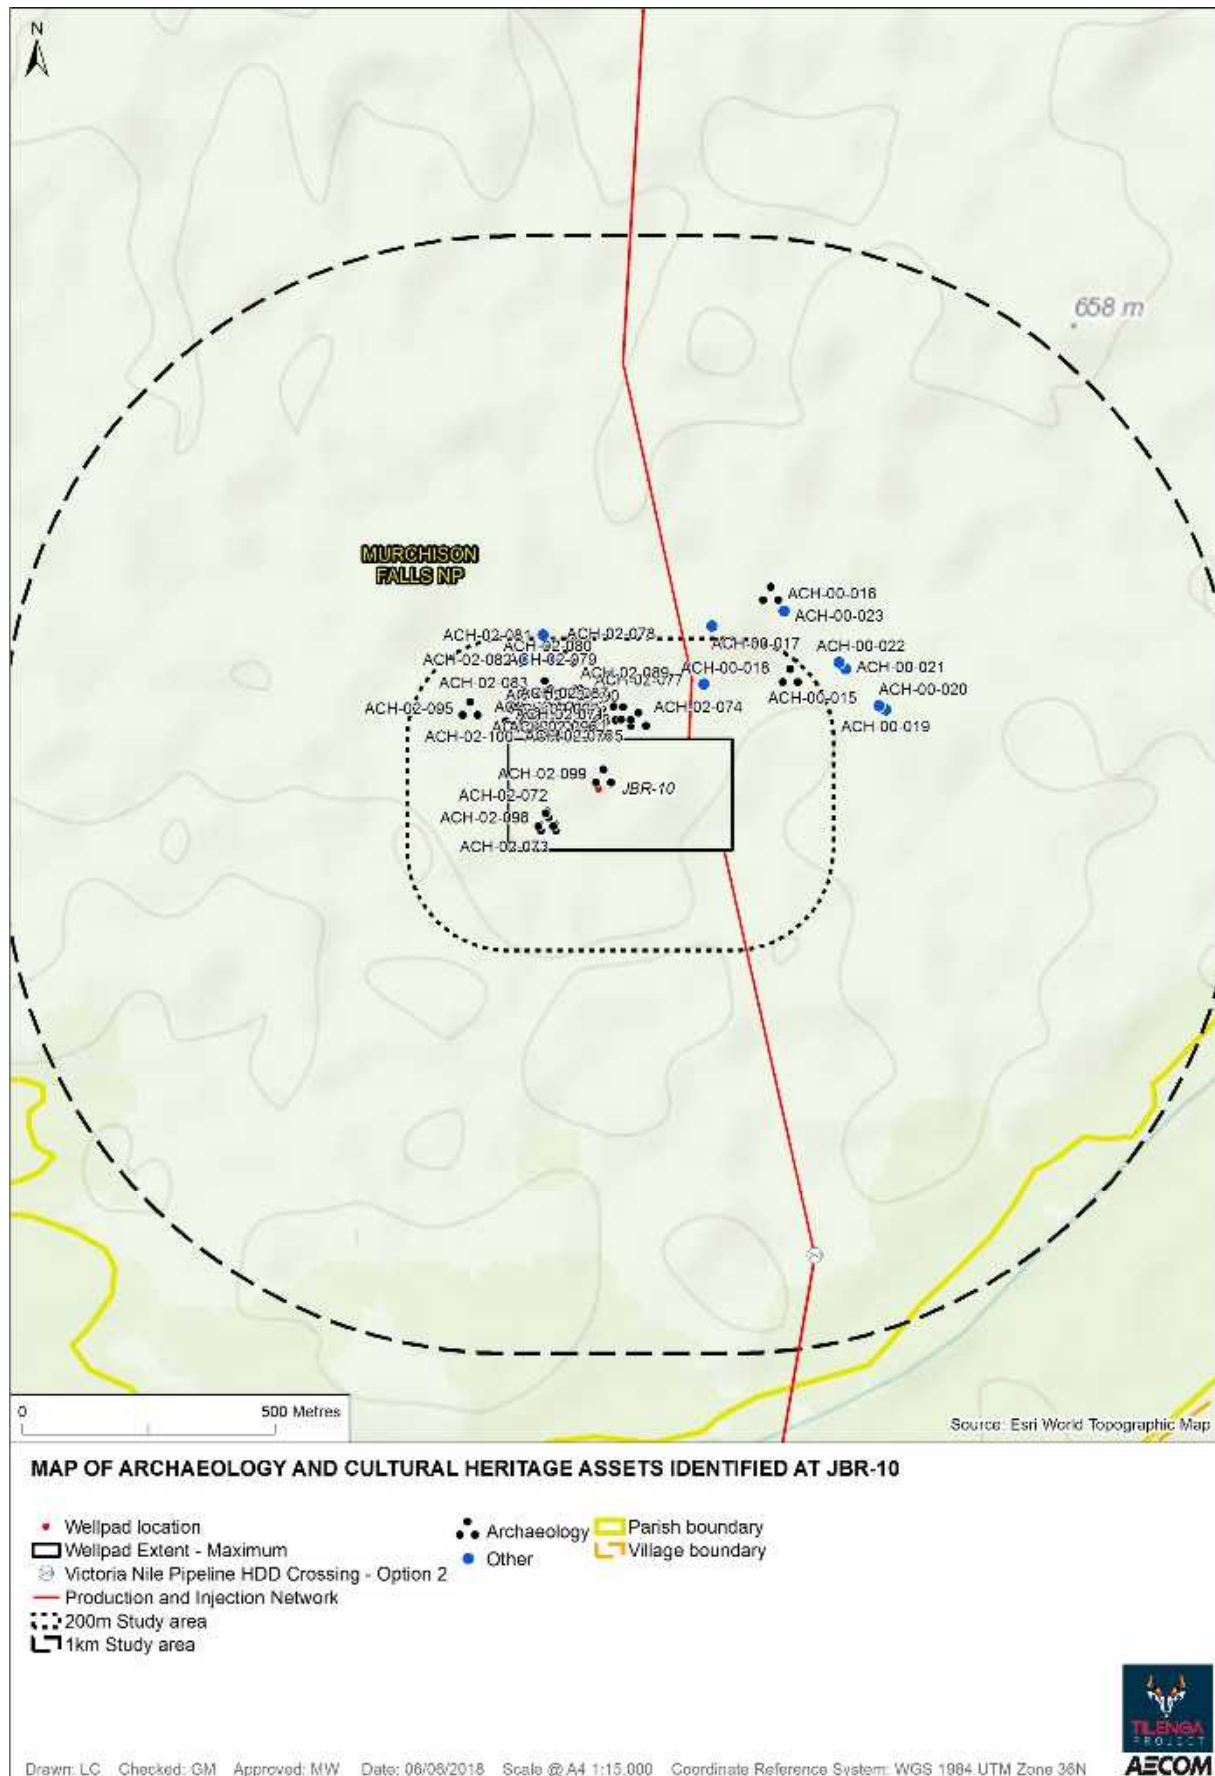 N
658 m
MURCHISON
FALLS NP
ACH-00-016
ACH-00-023
ACH-02-081
ACH-02-078
ACH-02-080
ACH-00-017
ACH-00-022
ACH-02-082
ACH-02-079
ACH-00-021
ACH-02-089
ACH-00-018
ACH-02-083
ACH-02-077
ACH-00-015
ACH-00-020
ACH-02-095
ACH-02-074
ACH-00-019
ACH-02-100
ACH-02-099
JBR-10
ACH-02-072
ACH-02-098
ACH-02-073
0
500 Metres
Source: Esri World Topographic Map
MAP OF ARCHAEOLOGY AND CULTURAL HERITAGE ASSETS IDENTIFIED AT JBR-10
Wellpad location
Wellpad Extent - Maximum
Victoria Nile Pipeline HDD Crossing - Option 2
Production and Injection Network
200m Study area
1km Study area
Archaeology
Other
Parish boundary
Village boundary
TILENGA
PROJECT
AECOM
Drawn: LC Checked: GM Approved: MW Date: 06/06/2018 Scale @ A4 1:15,000 Coordinate Reference System: WGS 1984 UTM Zone 36N